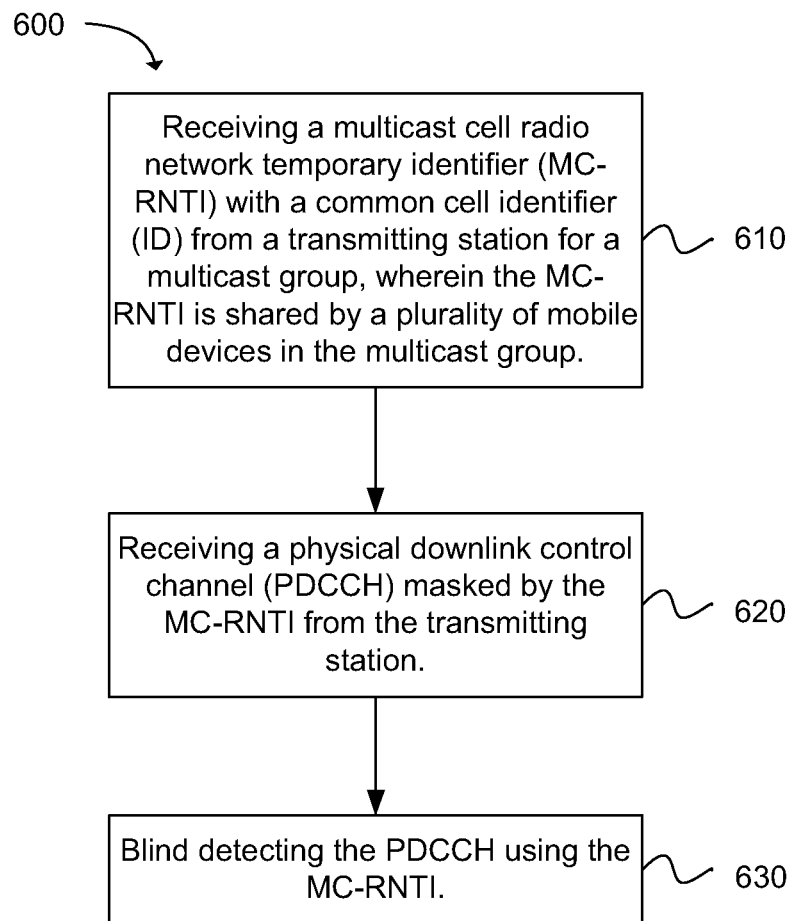 600
Receiving a multicast cell radio
network temporary identifier (MC-
RNTI) with a common cell identifier
(ID) from a transmitting station for a
multicast group, wherein the MC-
RNTI is shared by a plurality of mobile
devices in the multicast group.
610
Receiving a physical downlink control
channel (PDCCH) masked by the
MC-RNTI from the transmitting
station.
620
Blind detecting the PDCCH using the
MC-RNTI.
630